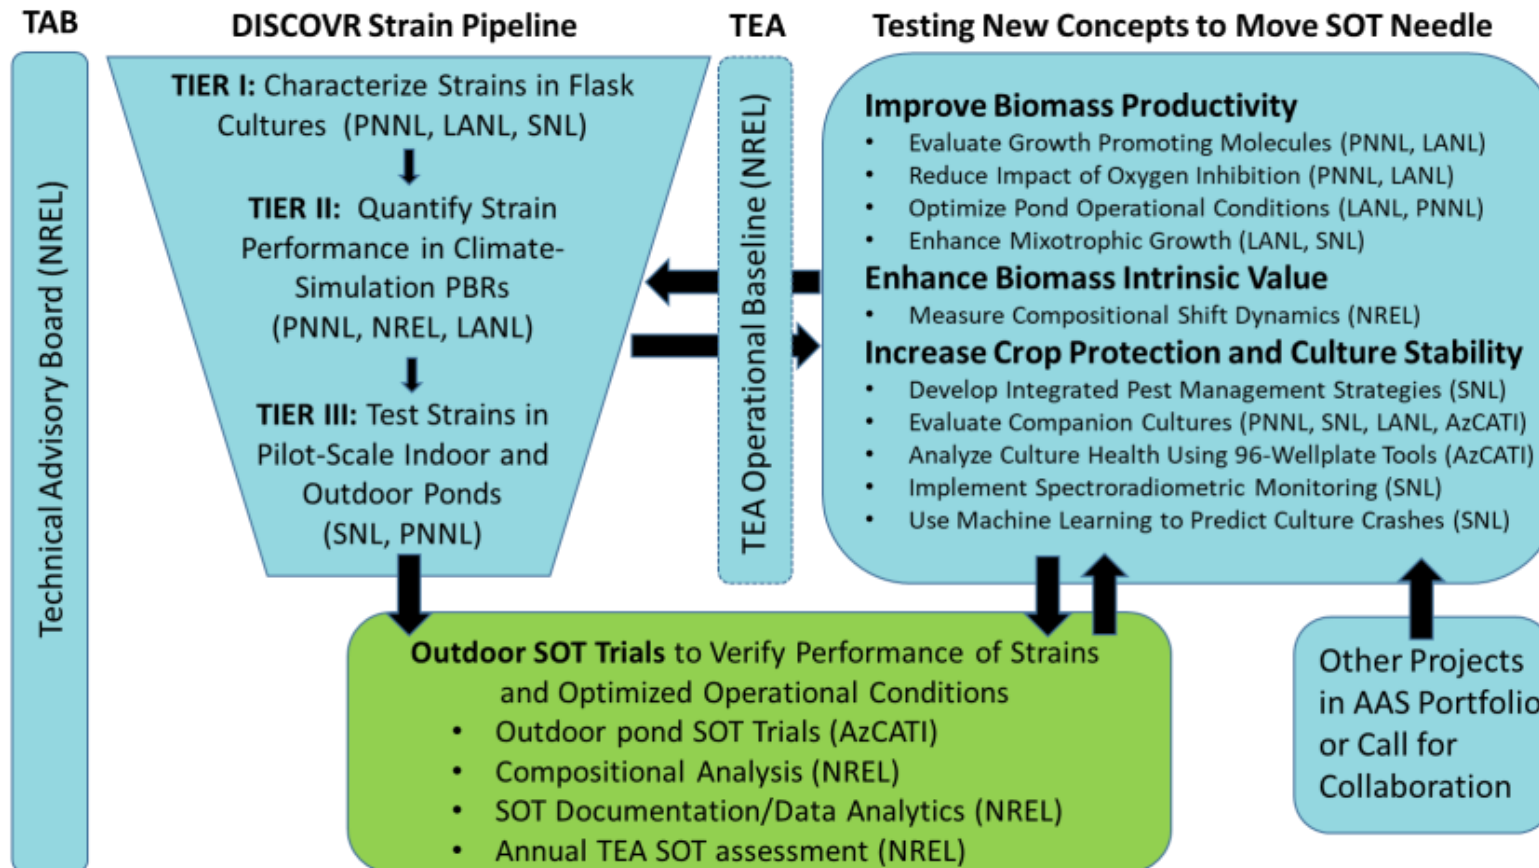 TAB
Technical Advisory Board (NREL)
DISCOVR Strain Pipeline
TIER I: Characterize Strains in Flask
Cultures (PNNL, LANL, SNL)
TIER II: Quantify Strain
Performance in Climate-
Simulation PBRs
(PNNL, NREL, LANL)
TIER III: Test Strains in
Pilot-Scale Indoor and
Outdoor Ponds
(SNL, PNNL)
TEA
TEA Operational Baseline (NREL)
Testing New Concepts to Move SOT Needle
Improve Biomass Productivity
• Evaluate Growth Promoting Molecules (PNNL, LANL)
• Reduce Impact of Oxygen Inhibition (PNNL, LANL)
• Optimize Pond Operational Conditions (LANL, PNNL)
• Enhance Mixotrophic Growth (LANL, SNL)
Enhance Biomass Intrinsic Value
• Measure Compositional Shift Dynamics (NREL)
Increase Crop Protection and Culture Stability
• Develop Integrated Pest Management Strategies (SNL)
• Evaluate Companion Cultures (PNNL, SNL, LANL, AzCATI)
• Analyze Culture Health Using 96-Wellplate Tools (AzCATI)
• Implement Spectroradiometric Monitoring (SNL)
• Use Machine Learning to Predict Culture Crashes (SNL)
Outdoor SOT Trials to Verify Performance of Strains
and Optimized Operational Conditions
• Outdoor pond SOT Trials (AzCATI)
• Compositional Analysis (NREL)
• SOT Documentation/Data Analytics (NREL)
• Annual TEA SOT assessment (NREL)
Other Projects
in AAS Portfolio
or Call for
Collaboration